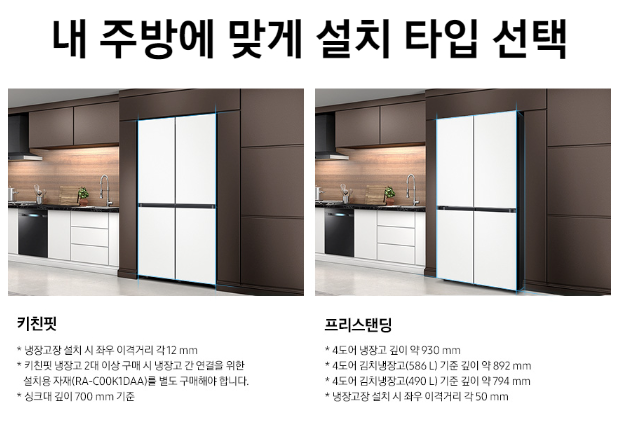 내 주방에 맞게 설치 타입 선택
키친핏
* 냉장고장 설치 시 좌우 이격거리 각 12 mm
* 키친핏 냉장고 2대 이상 구매 시 냉장고 간 연결을 위한
설치용 자재(RA-C00K1DAA)를 별도 구매해야 합니다.
* 싱크대 깊이 700 mm 기준
프리스탠딩
* 4도어 냉장고 깊이 약 930 mm
* 4도어 김치냉장고(586 L) 기준 깊이 약 892 mm
* 4도어 김치냉장고(490 L) 기준 깊이 약 794 mm
* 냉장고장 설치 시 좌우 이격거리 각 50 mm